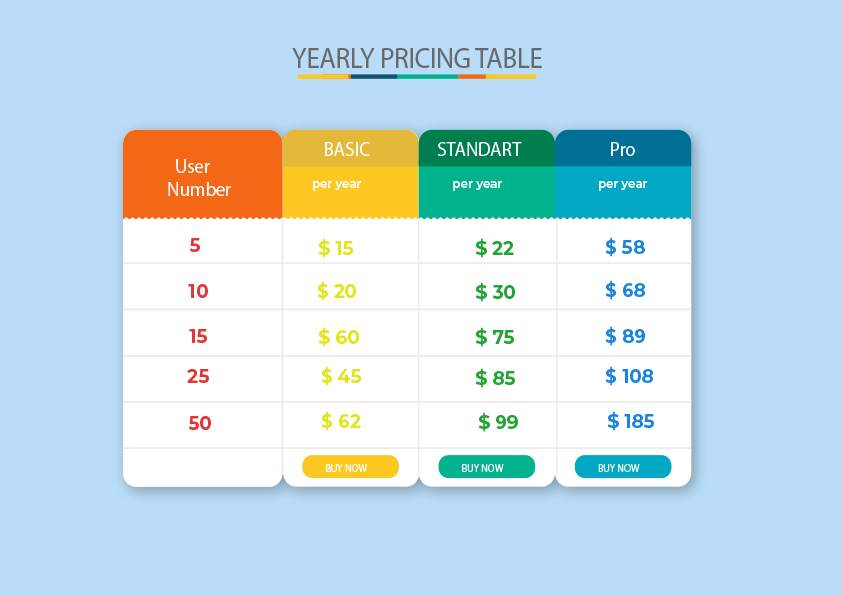 YEARLY PRICING TABLE
User
Number
BASIC
STANDART
Pro
per year
per year
per year
5
$ 15
$ 22
$ 58
10
$ 20
$ 30
$ 68
15
$ 60
$ 75
$ 89
25
$ 45
$ 85
$ 108
50
$ 62
$ 99
$ 185
BUY NOW
BUY NOW
BUY NOW